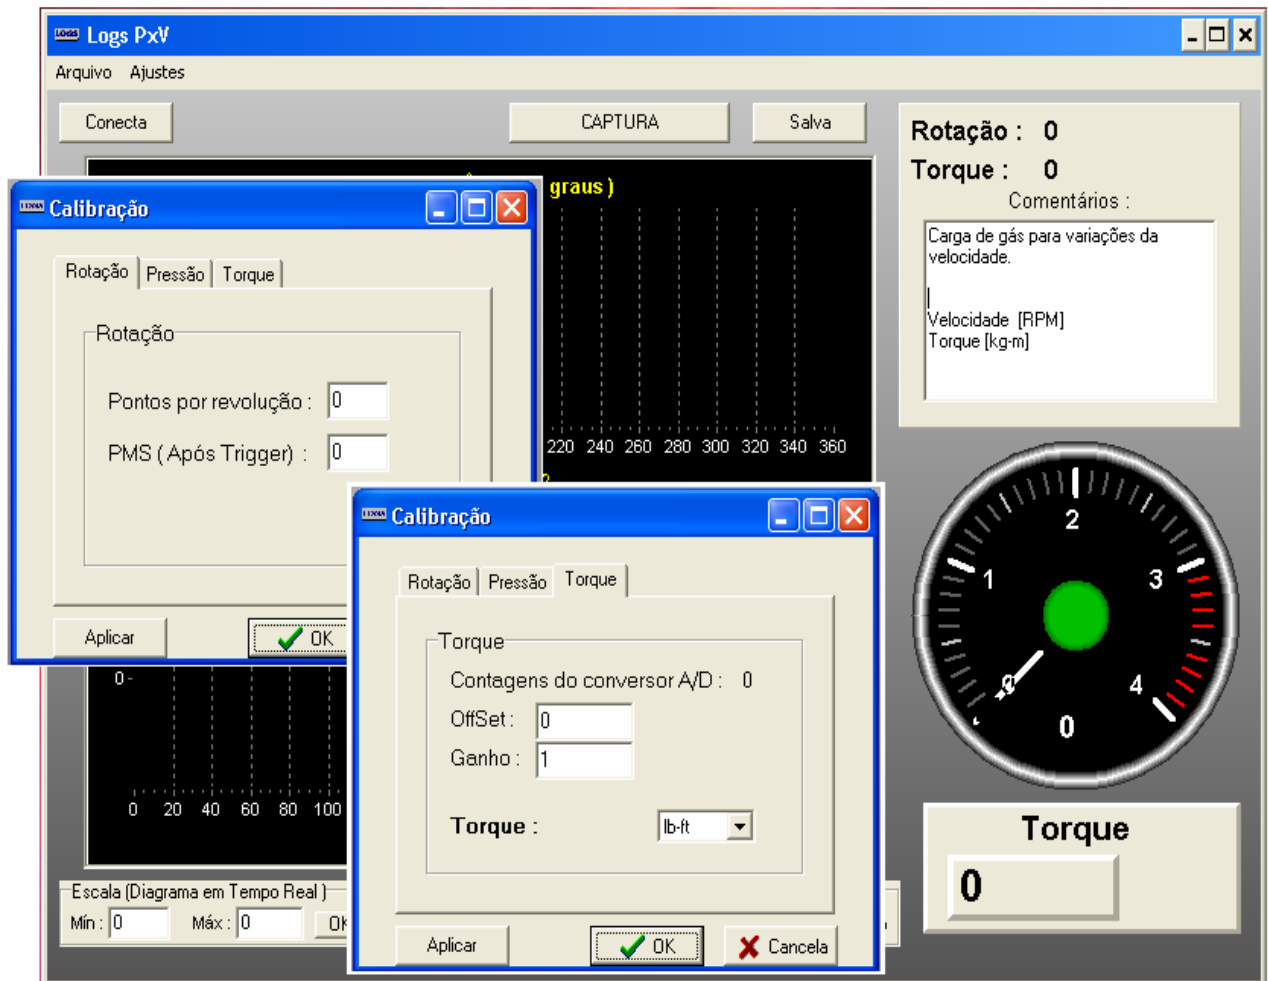 Logs PxV
Arquivo Ajustes
Conecta
CAPTURA
Salva
Rotação : 0
Torque : 0
Comentários :
Carga de gás para variações da
velocidade.
Velocidade [RPM]
Torque [kg-m]
graus )
220 240 260 280 300 320 340 360
Calibração
Rotação Pressão Torque
Rotação
Pontos por revolução : 0
PMS ( Após Trigger) : 0
Aplicar
OK
Calibração
Rotação Pressão Torque
Torque
Contagens do conversor A/D : 0
OffSet : 0
Ganho : 1
Torque : lb-ft
Aplicar
OK
Cancela
0
0 20 40 60 80 100
Escala (Diagrama em Tempo Real )
Mín : 0 Máx : 0
1
2
3
4
0
Torque
0